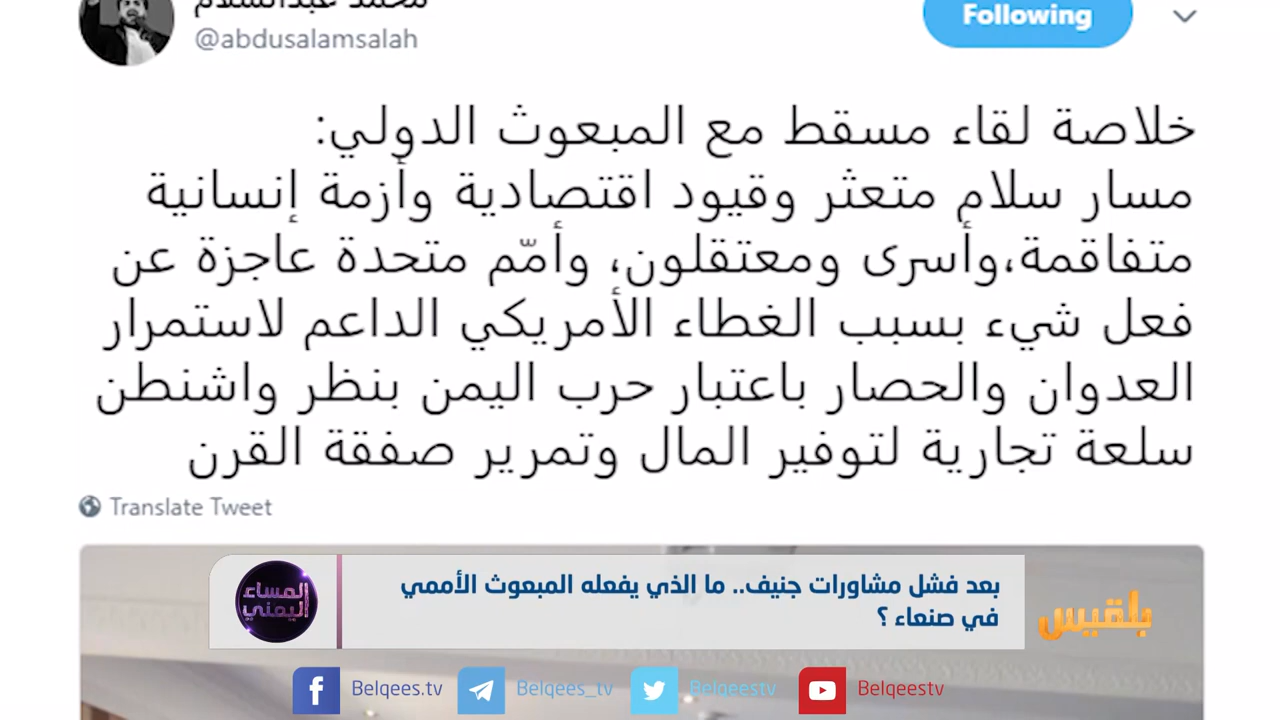 محمد عبدالسلام
@abdusalamsalah
Following
خلاصة لقاء مسقط مع المبعوث الدولي:
مسار سلام متعثر وقيود اقتصادية وأزمة إنسانية
متفاقمة،وأسرى ومعتقلون، وأمّم متحدة عاجزة عن
فعل شيء بسبب الغطاء الأمريكي الداعم لاستمرار
العدوان والحصار باعتبار حرب اليمن بنظر واشنطن
سلعة تجارية لتوفير المال وتمرير صفقة القرن
Translate Tweet
المساء
اليمني
بعد فشل مشاورات جنيف.. ما الذي يفعله المبعوث الأممي
في صنعاء ؟
بلقيس
Belqees.tv
Belqees_tv
Belqeestv
Belqeestv